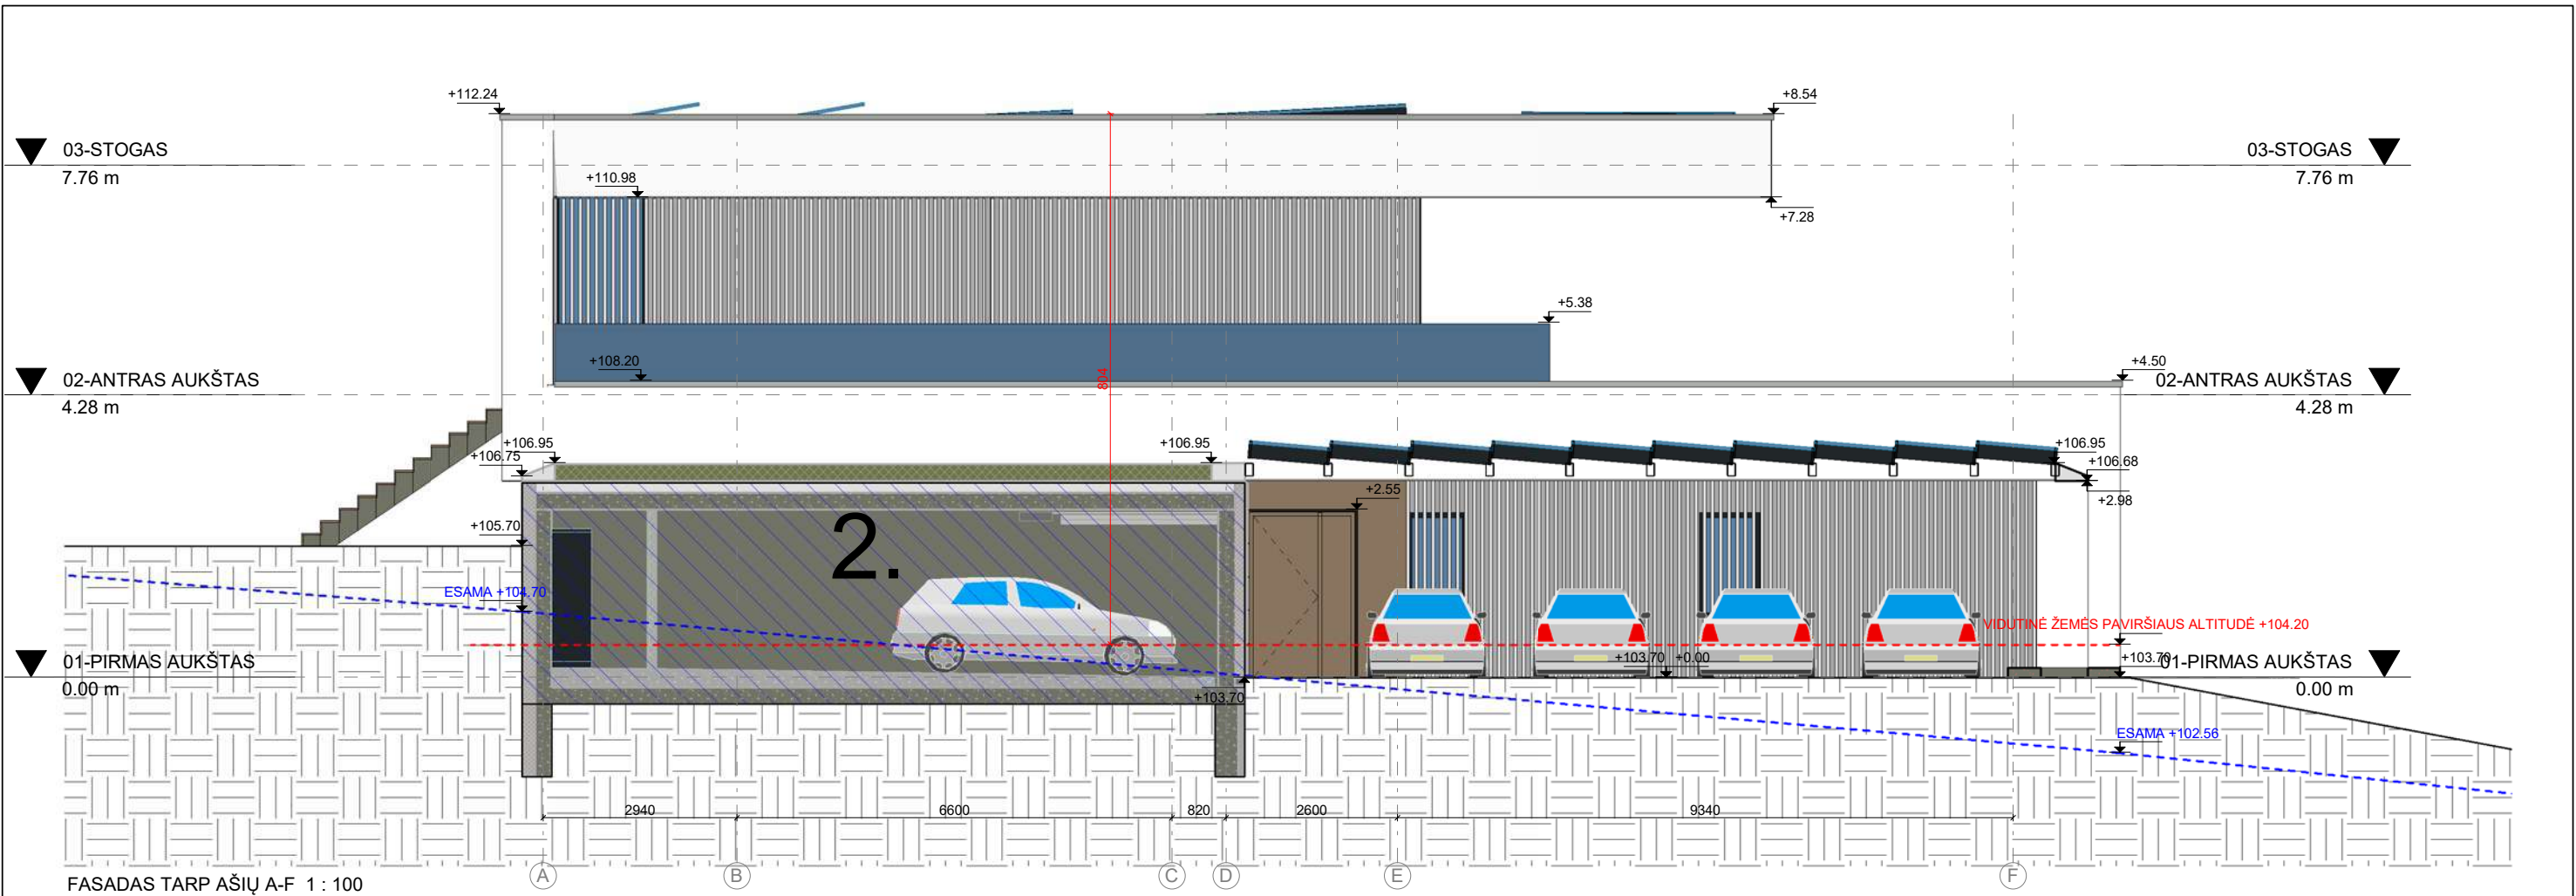 +112.24
+8.54
03-STOGAS
7.76 m
03-STOGAS
7.76 m
+110.98
+7.28
+5.38
+108.20
+4.50
02-ANTRAS AUKŠTAS
4.28 m
02-ANTRAS AUKŠTAS
4.28 m
804
+106.95
+106.75
+106.95
+106.95
+106.68
+2.98
+2.55
+105.70
2.
ESAMA +104.70
VIDUTINĖ ŽEMĖS PAVIRŠIAUS ALTITUDĖ +104.20
01-PIRMAS AUKŠTAS
0.00 m
+103.70 +0.00
+103.70
01-PIRMAS AUKŠTAS
0.00 m
+103.70
ESAMA +102.56
2940
6600
820
2600
9340
A
B
C
D
E
F
FASADAS TARP AŠIŲ A-F 1 : 100